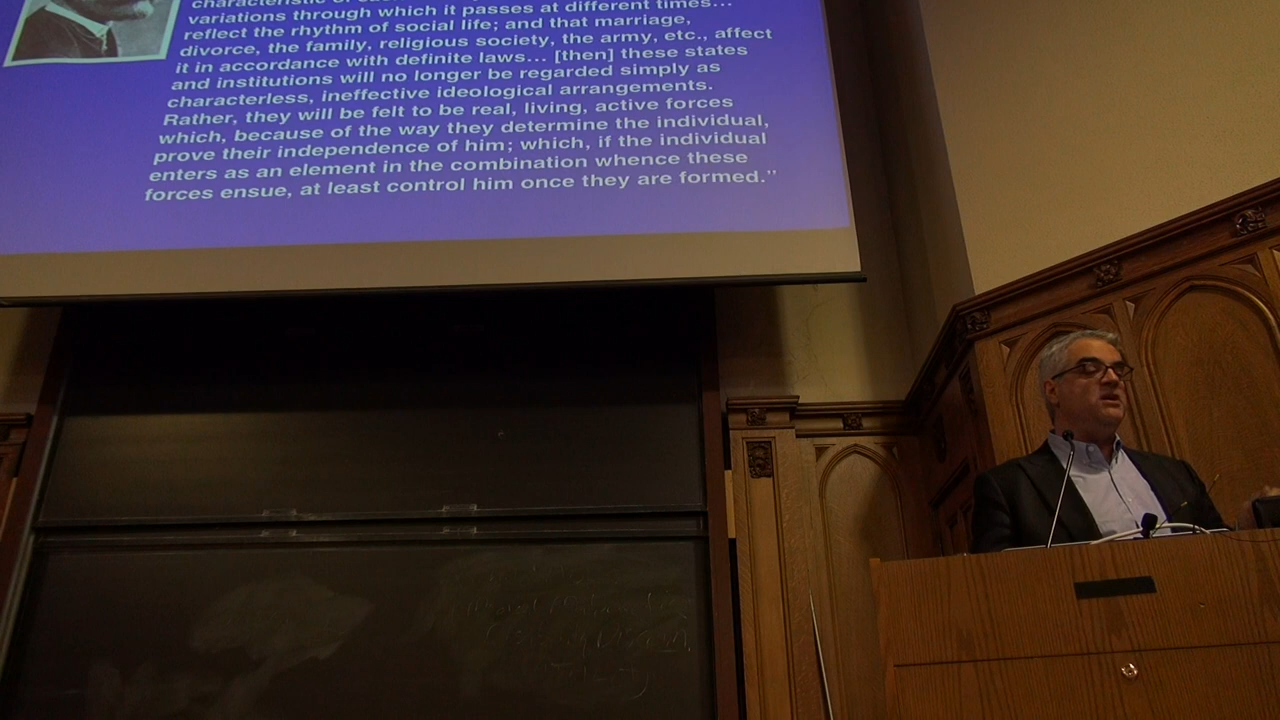 variations through which it passes at different times...
reflect the rhythm of social life; and that marriage,
divorce, the family, religious society, the army, etc., affect
it in accordance with definite laws... [then] these states
and institutions will no longer be regarded simply as
characterless, ineffective ideological arrangements.
Rather, they will be felt to be real, living, active forces
which, because of the way they determine the individual,
prove their independence of him; which, if the individual
enters as an element in the combination whence these
forces ensue, at least control him once they are formed.”